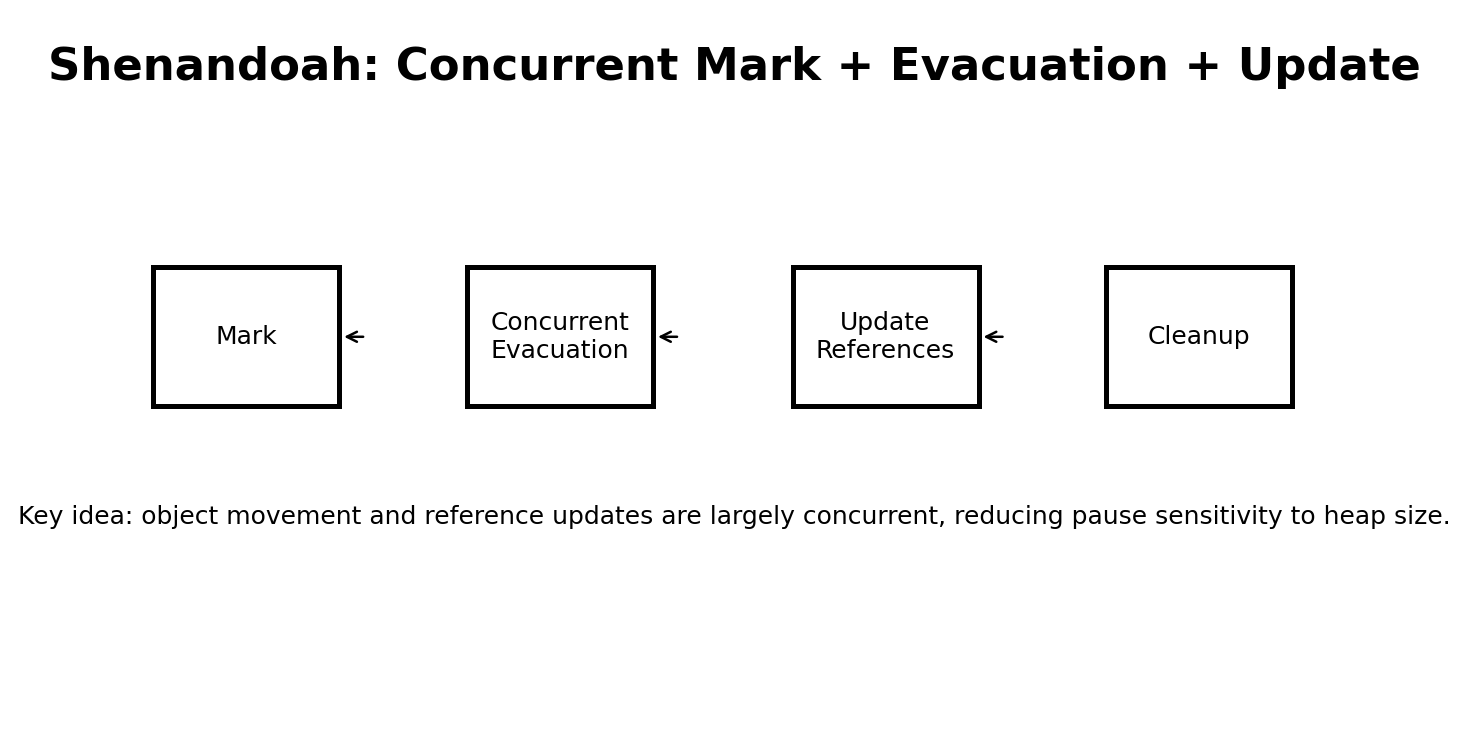 Shenandoah: Concurrent Mark + Evacuation + Update
Mark
Concurrent
Evacuation
Update
References
Cleanup
Key idea: object movement and reference updates are largely concurrent, reducing pause sensitivity to heap size.